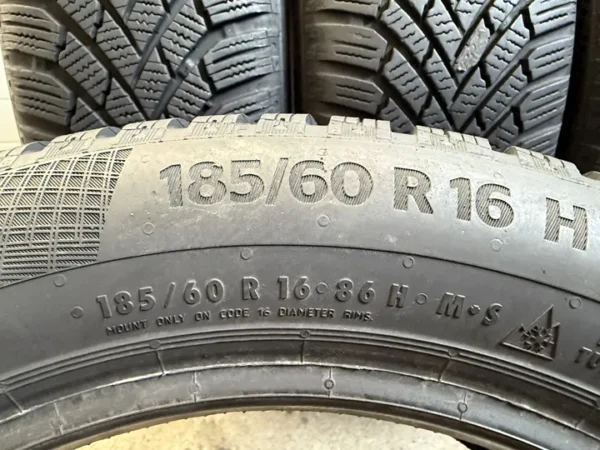 185/60 R 16 H
185/60 R 16 · 86 H · M·S
MOUNT ONLY ON CODE 16 DIAMETER RIMS.